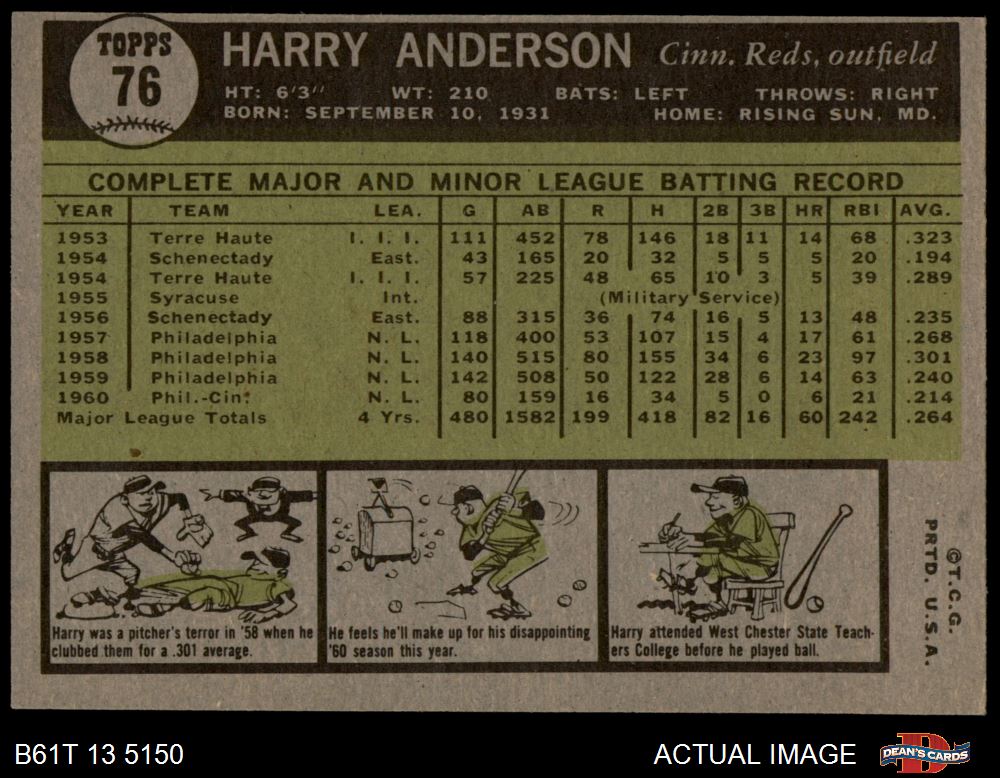 TOPPS
76
HARRY ANDERSON Cinn. Reds, outfield
HT: 6'3" WT: 210 BATS: LEFT THROWS: RIGHT
BORN: SEPTEMBER 10, 1931 HOME: RISING SUN, MD.
COMPLETE MAJOR AND MINOR LEAGUE BATTING RECORD
YEAR TEAM LEA. G AB R H 2B 3B HR RBI AVG.
1953 Terre Haute I. I. I. 111 452 78 146 18 11 14 68 .323
1954 Schenectady East. 43 165 20 32 5 5 5 20 .194
1954 Terre Haute I. I. I. 57 225 48 65 10 3 5 39 .289
1955 Syracuse Int. (Military Service)
1956 Schenectady East. 88 315 36 74 16 5 13 48 .235
1957 Philadelphia N. L. 118 400 53 107 15 4 17 61 .268
1958 Philadelphia N. L. 140 515 80 155 34 6 23 97 .301
1959 Philadelphia N. L. 142 508 50 122 28 6 14 63 .240
1960 Phil.-Cin. N. L. 80 159 16 34 5 0 6 21 .214
Major League Totals 4 Yrs. 480 1582 199 418 82 16 60 242 .264
Harry was a pitcher's terror in '58 when he
clubbed them for a .301 average.
He feels he'll make up for his disappointing
'60 season this year.
Harry attended West Chester State Teach-
ers College before he played ball.
©T.C.G.
PRTD. U.S.A.
B61T 13 5150
ACTUAL IMAGE
DEAN'S CARDS